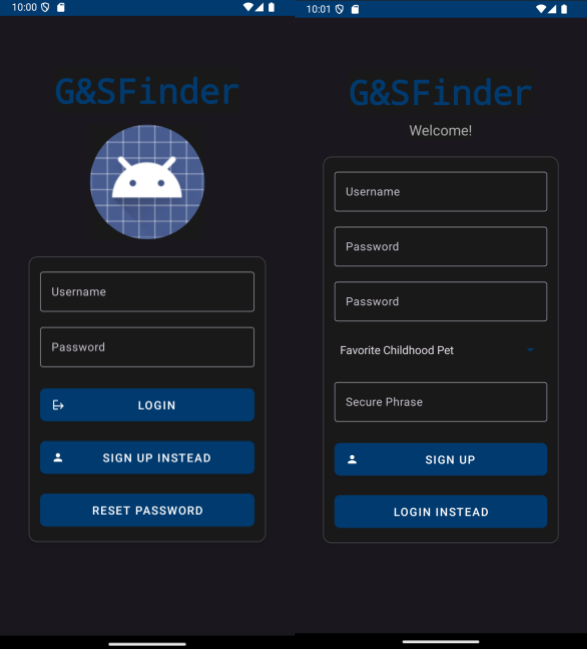 10:00
G&SFinder
Username
Password
LOGIN
SIGN UP INSTEAD
RESET PASSWORD
10:01
G&SFinder
Welcome!
Username
Password
Password
Favorite Childhood Pet
Secure Phrase
SIGN UP
LOGIN INSTEAD